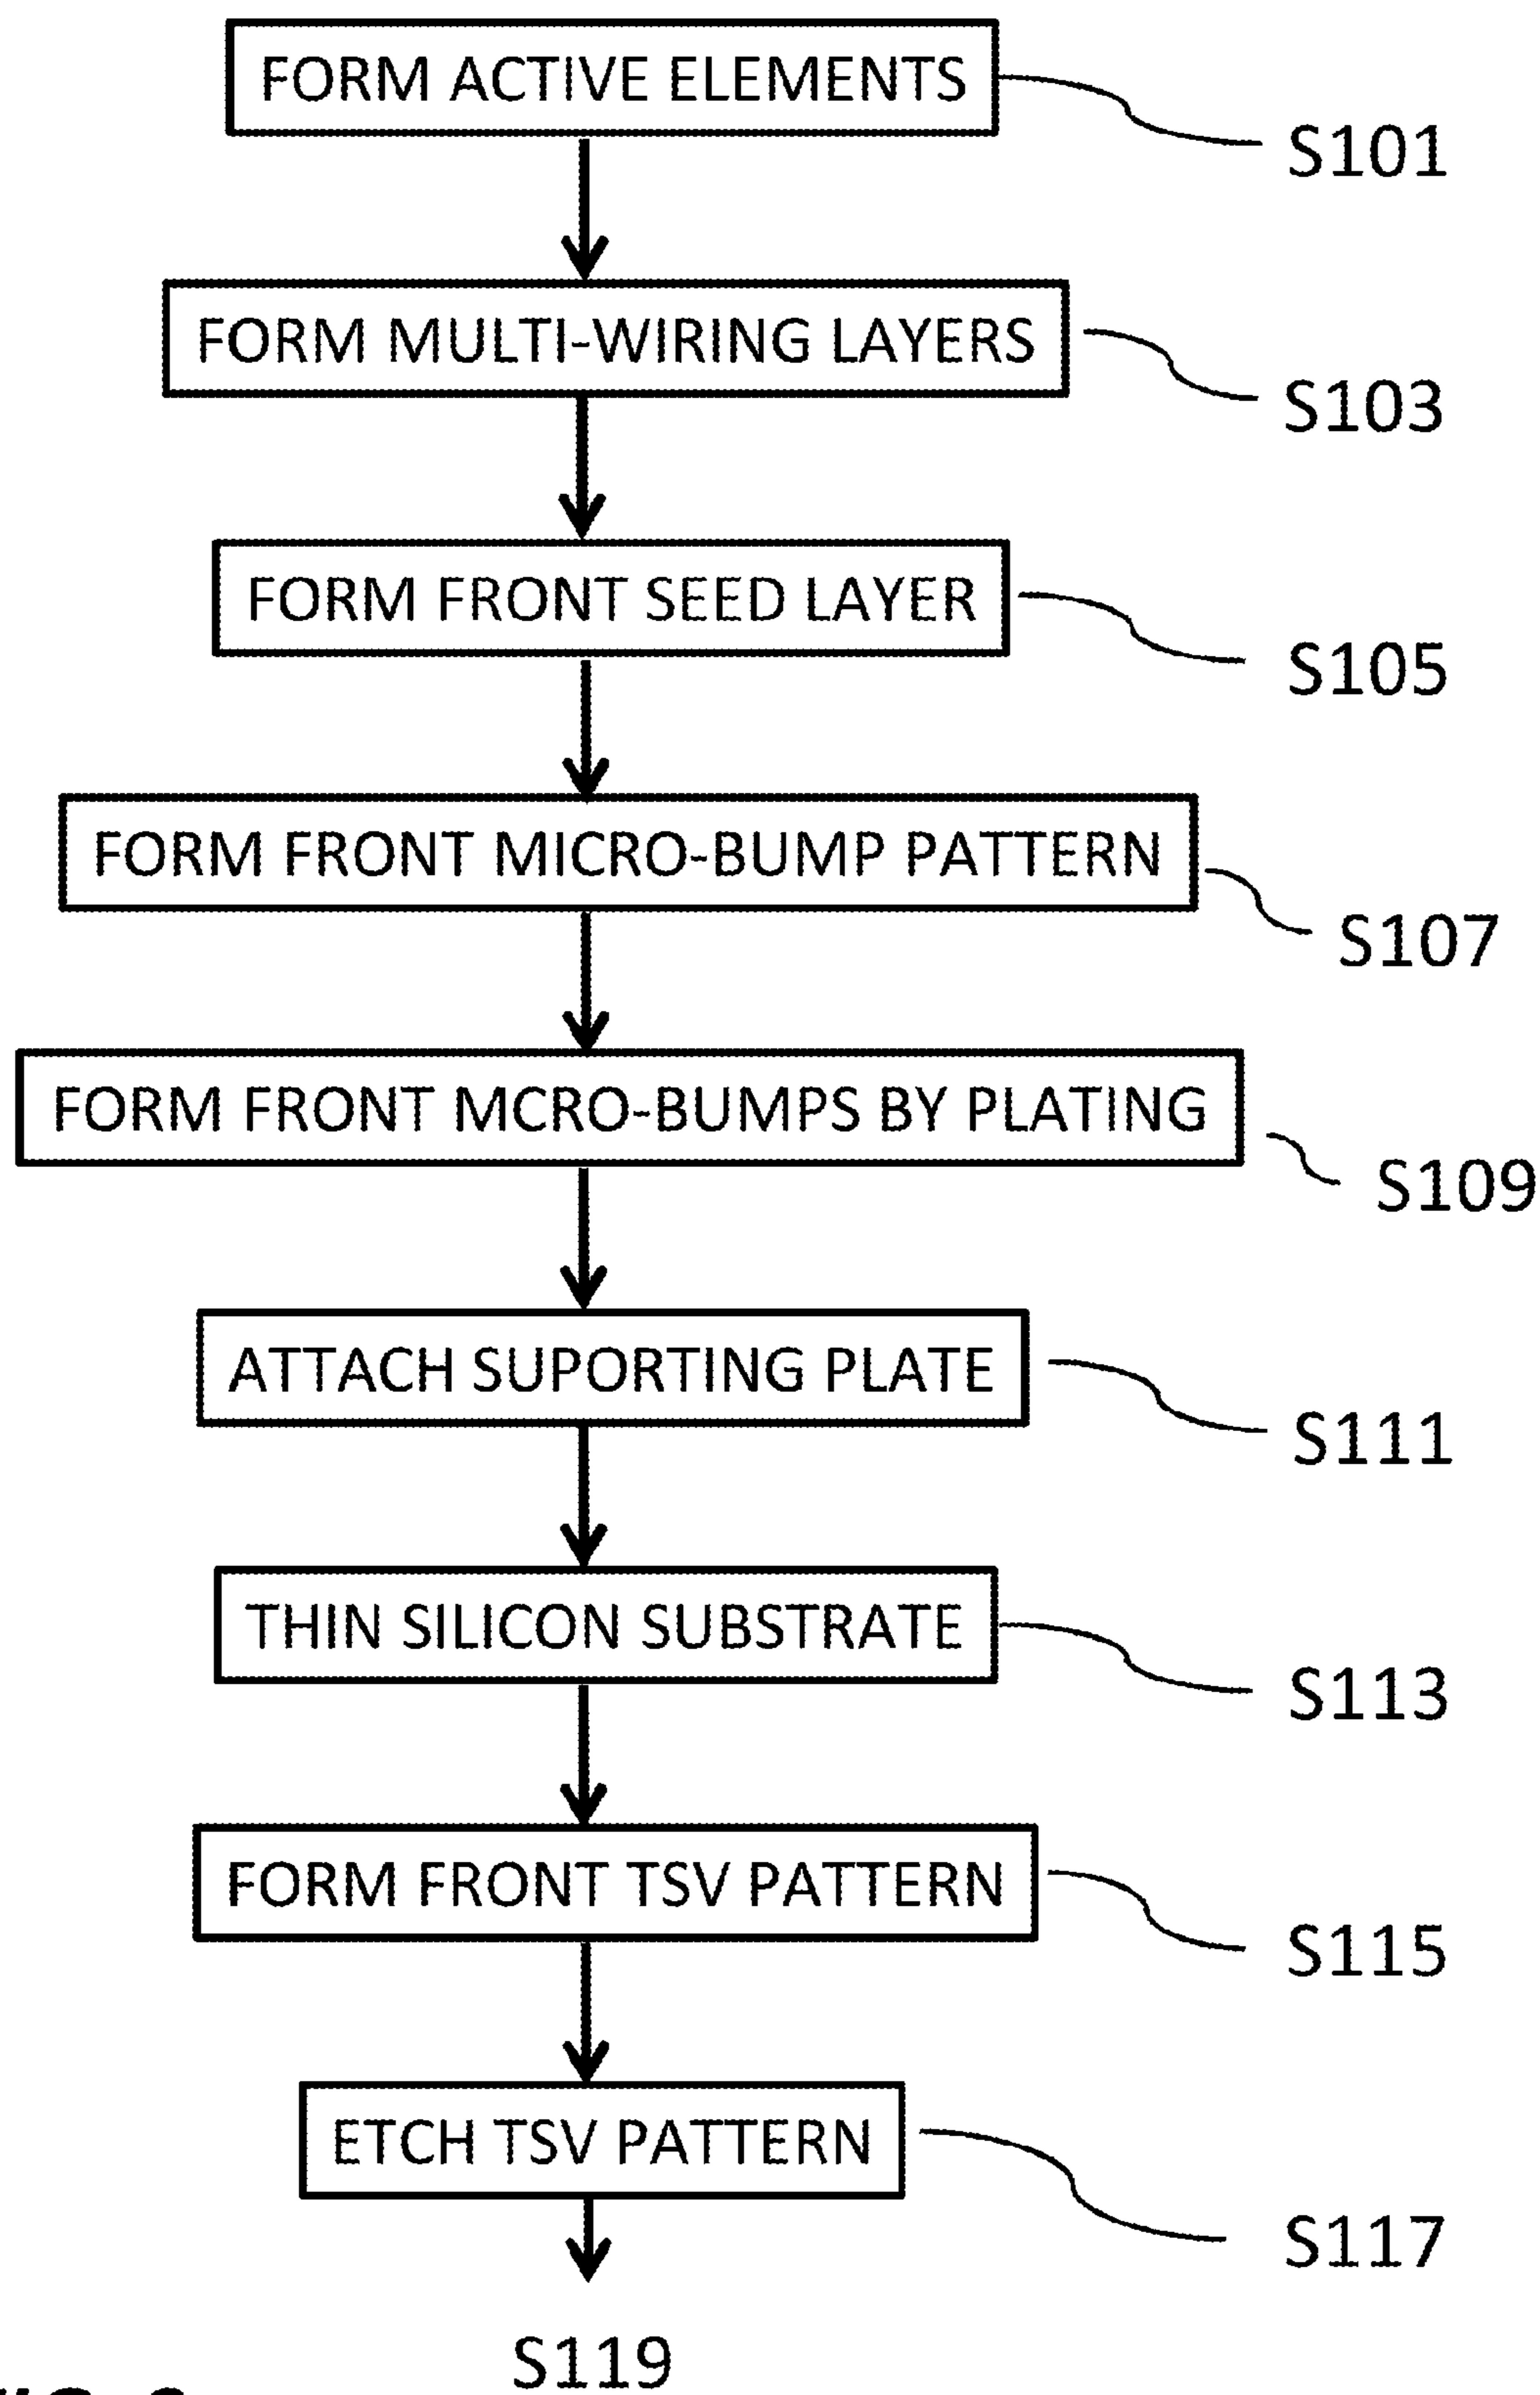 FORM ACTIVE ELEMENTS
S101
FORM MULTI-WIRING LAYERS
S103
FORM FRONT SEED LAYER
S105
FORM FRONT MICRO-BUMP PATTERN
S107
FORM FRONT MCRO-BUMPS BY PLATING
S109
ATTACH SUPORTING PLATE
S111
THIN SILICON SUBSTRATE
S113
FORM FRONT TSV PATTERN
S115
ETCH TSV PATTERN
S117
S119